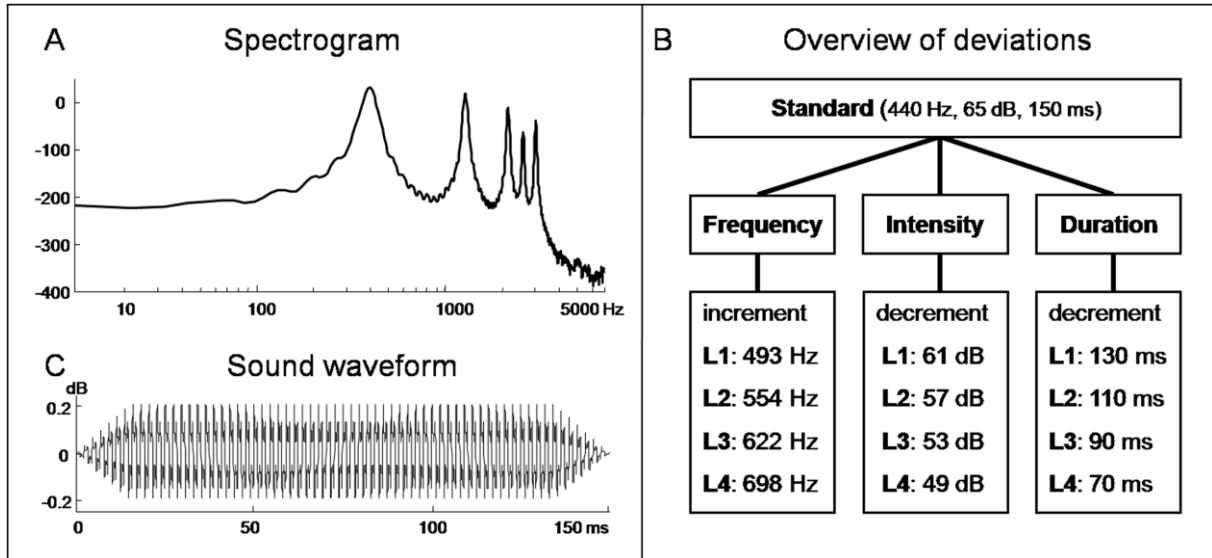 A Spectrogram
0
-100
-200
-300
-400
10 100 1000 5000 Hz
C Sound waveform
dB
0.2
0
-0.2
0 50 100 150 ms
B Overview of deviations
Standard (440 Hz, 65 dB, 150 ms)
Frequency Intensity Duration
increment
L1: 493 Hz
L2: 554 Hz
L3: 622 Hz
L4: 698 Hz
decrement
L1: 61 dB
L2: 57 dB
L3: 53 dB
L4: 49 dB
decrement
L1: 130 ms
L2: 110 ms
L3: 90 ms
L4: 70 ms